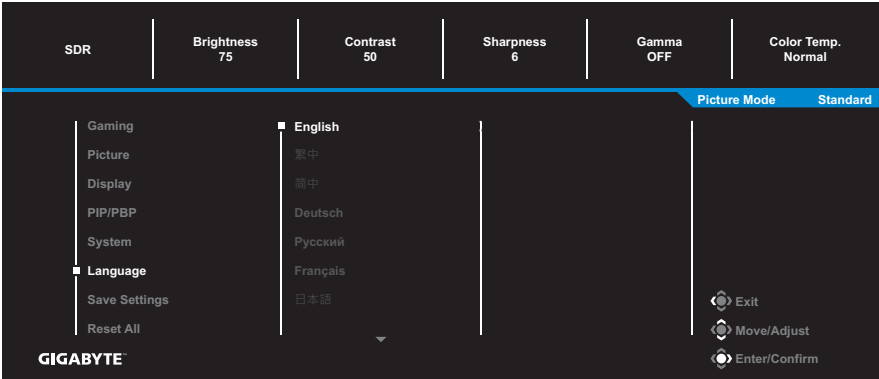 SDR
Brightness
75
Contrast
50
Sharpness
6
Gamma
OFF
Color Temp.
Normal
Picture Mode Standard
Gaming
Picture
Display
PIP/PBP
System
Language
Save Settings
Reset All
English
繁中
简中
Deutsch
Русский
Français
日本語
Exit
Move/Adjust
Enter/Confirm
GIGABYTE™